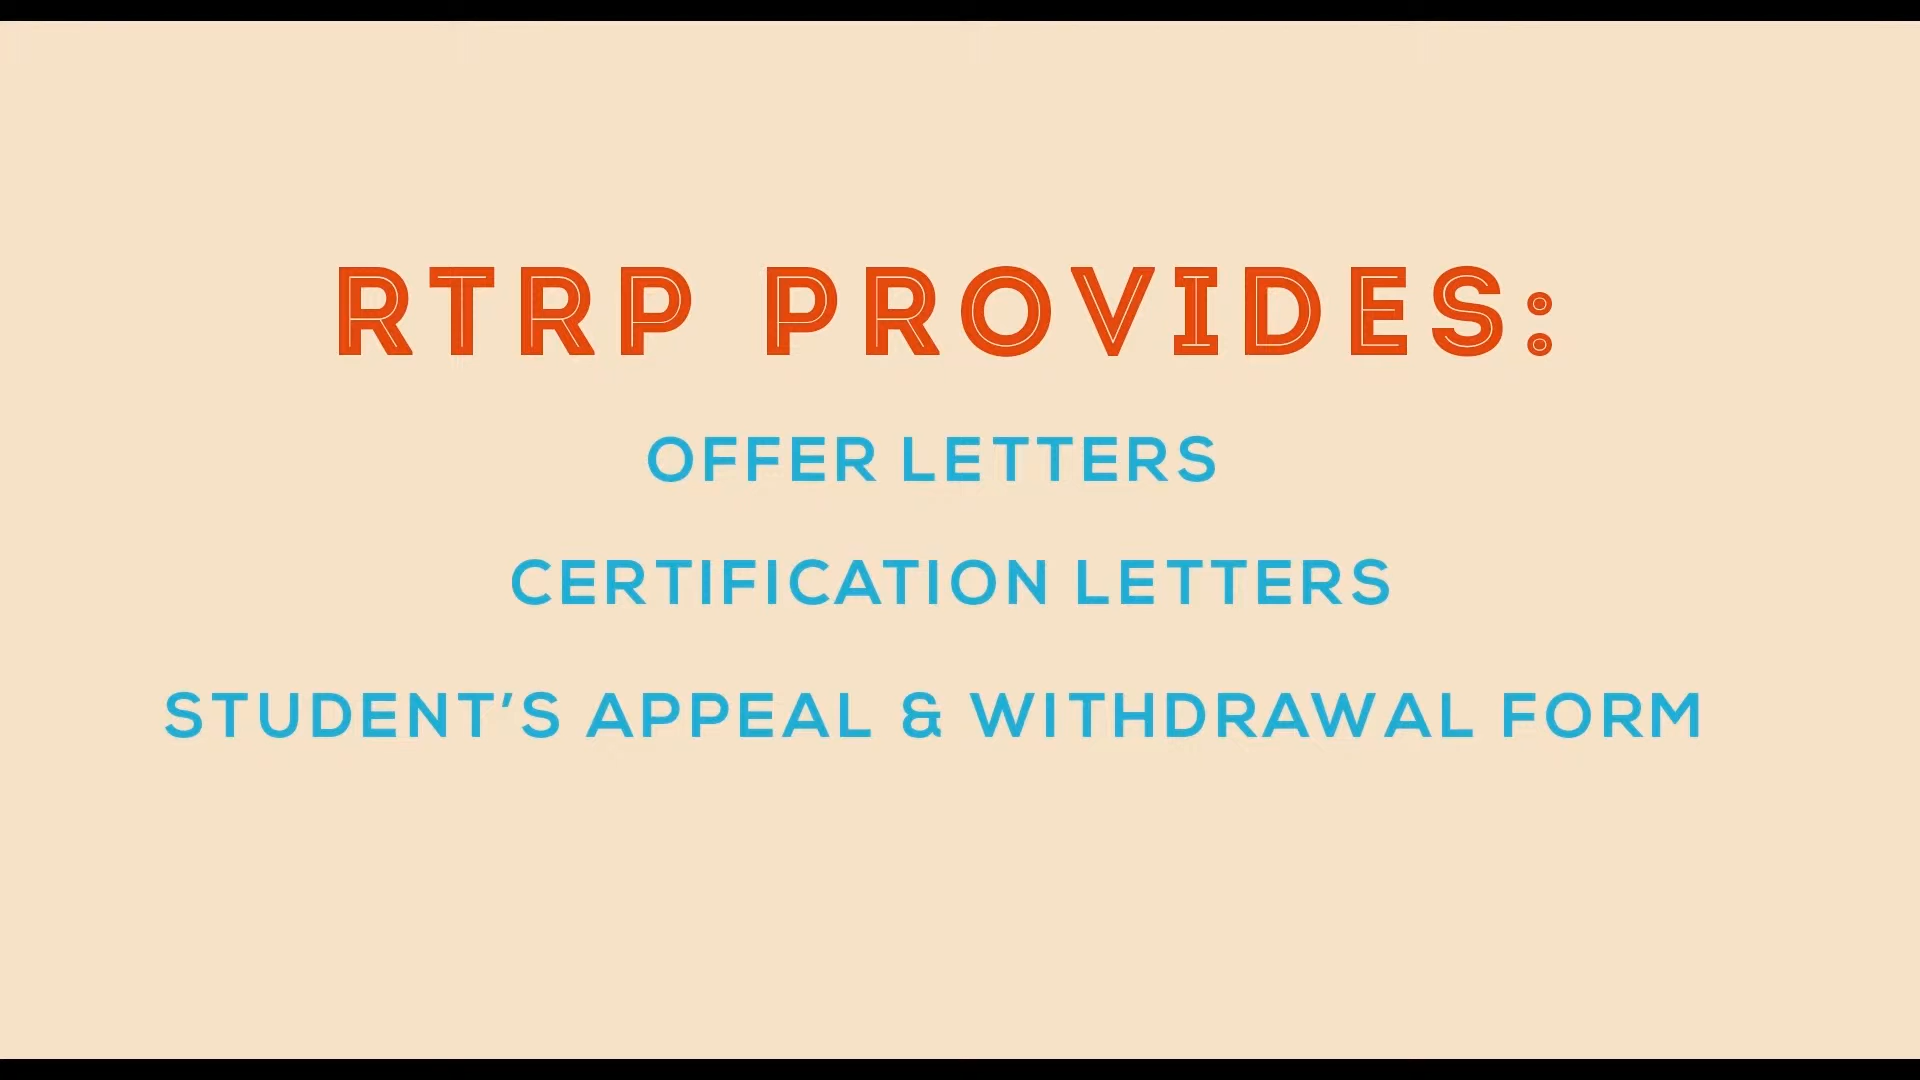 RTRP PROVIDES:
OFFER LETTERS
CERTIFICATION LETTERS
STUDENT’S APPEAL & WITHDRAWAL FORM